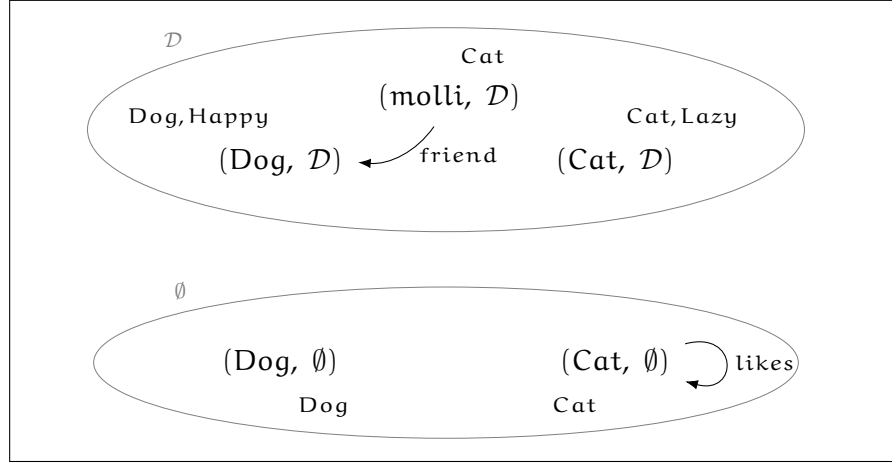 𝒟
Cat
(molli, 𝒟)
Dog,Happy
Cat,Lazy
(Dog, 𝒟)
friend
(Cat, 𝒟)
∅
(Dog, ∅)
(Cat, ∅)
likes
Dog
Cat